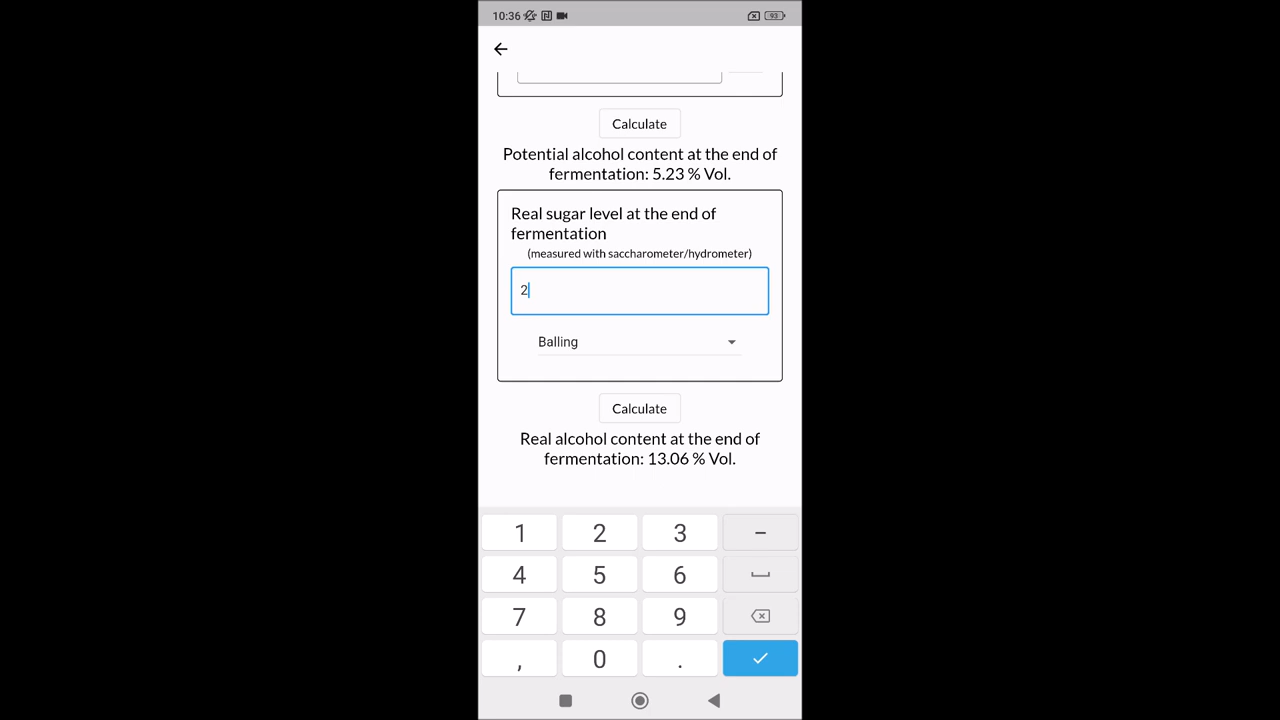 10:36
93
Calculate
Potential alcohol content at the end of
fermentation: 5.23 % Vol.
Real sugar level at the end of
fermentation
(measured with saccharometer/hydrometer)
2
Balling
Calculate
Real alcohol content at the end of
fermentation: 13.06 % Vol.
1 2 3 –
4 5 6
7 8 9
, 0 .